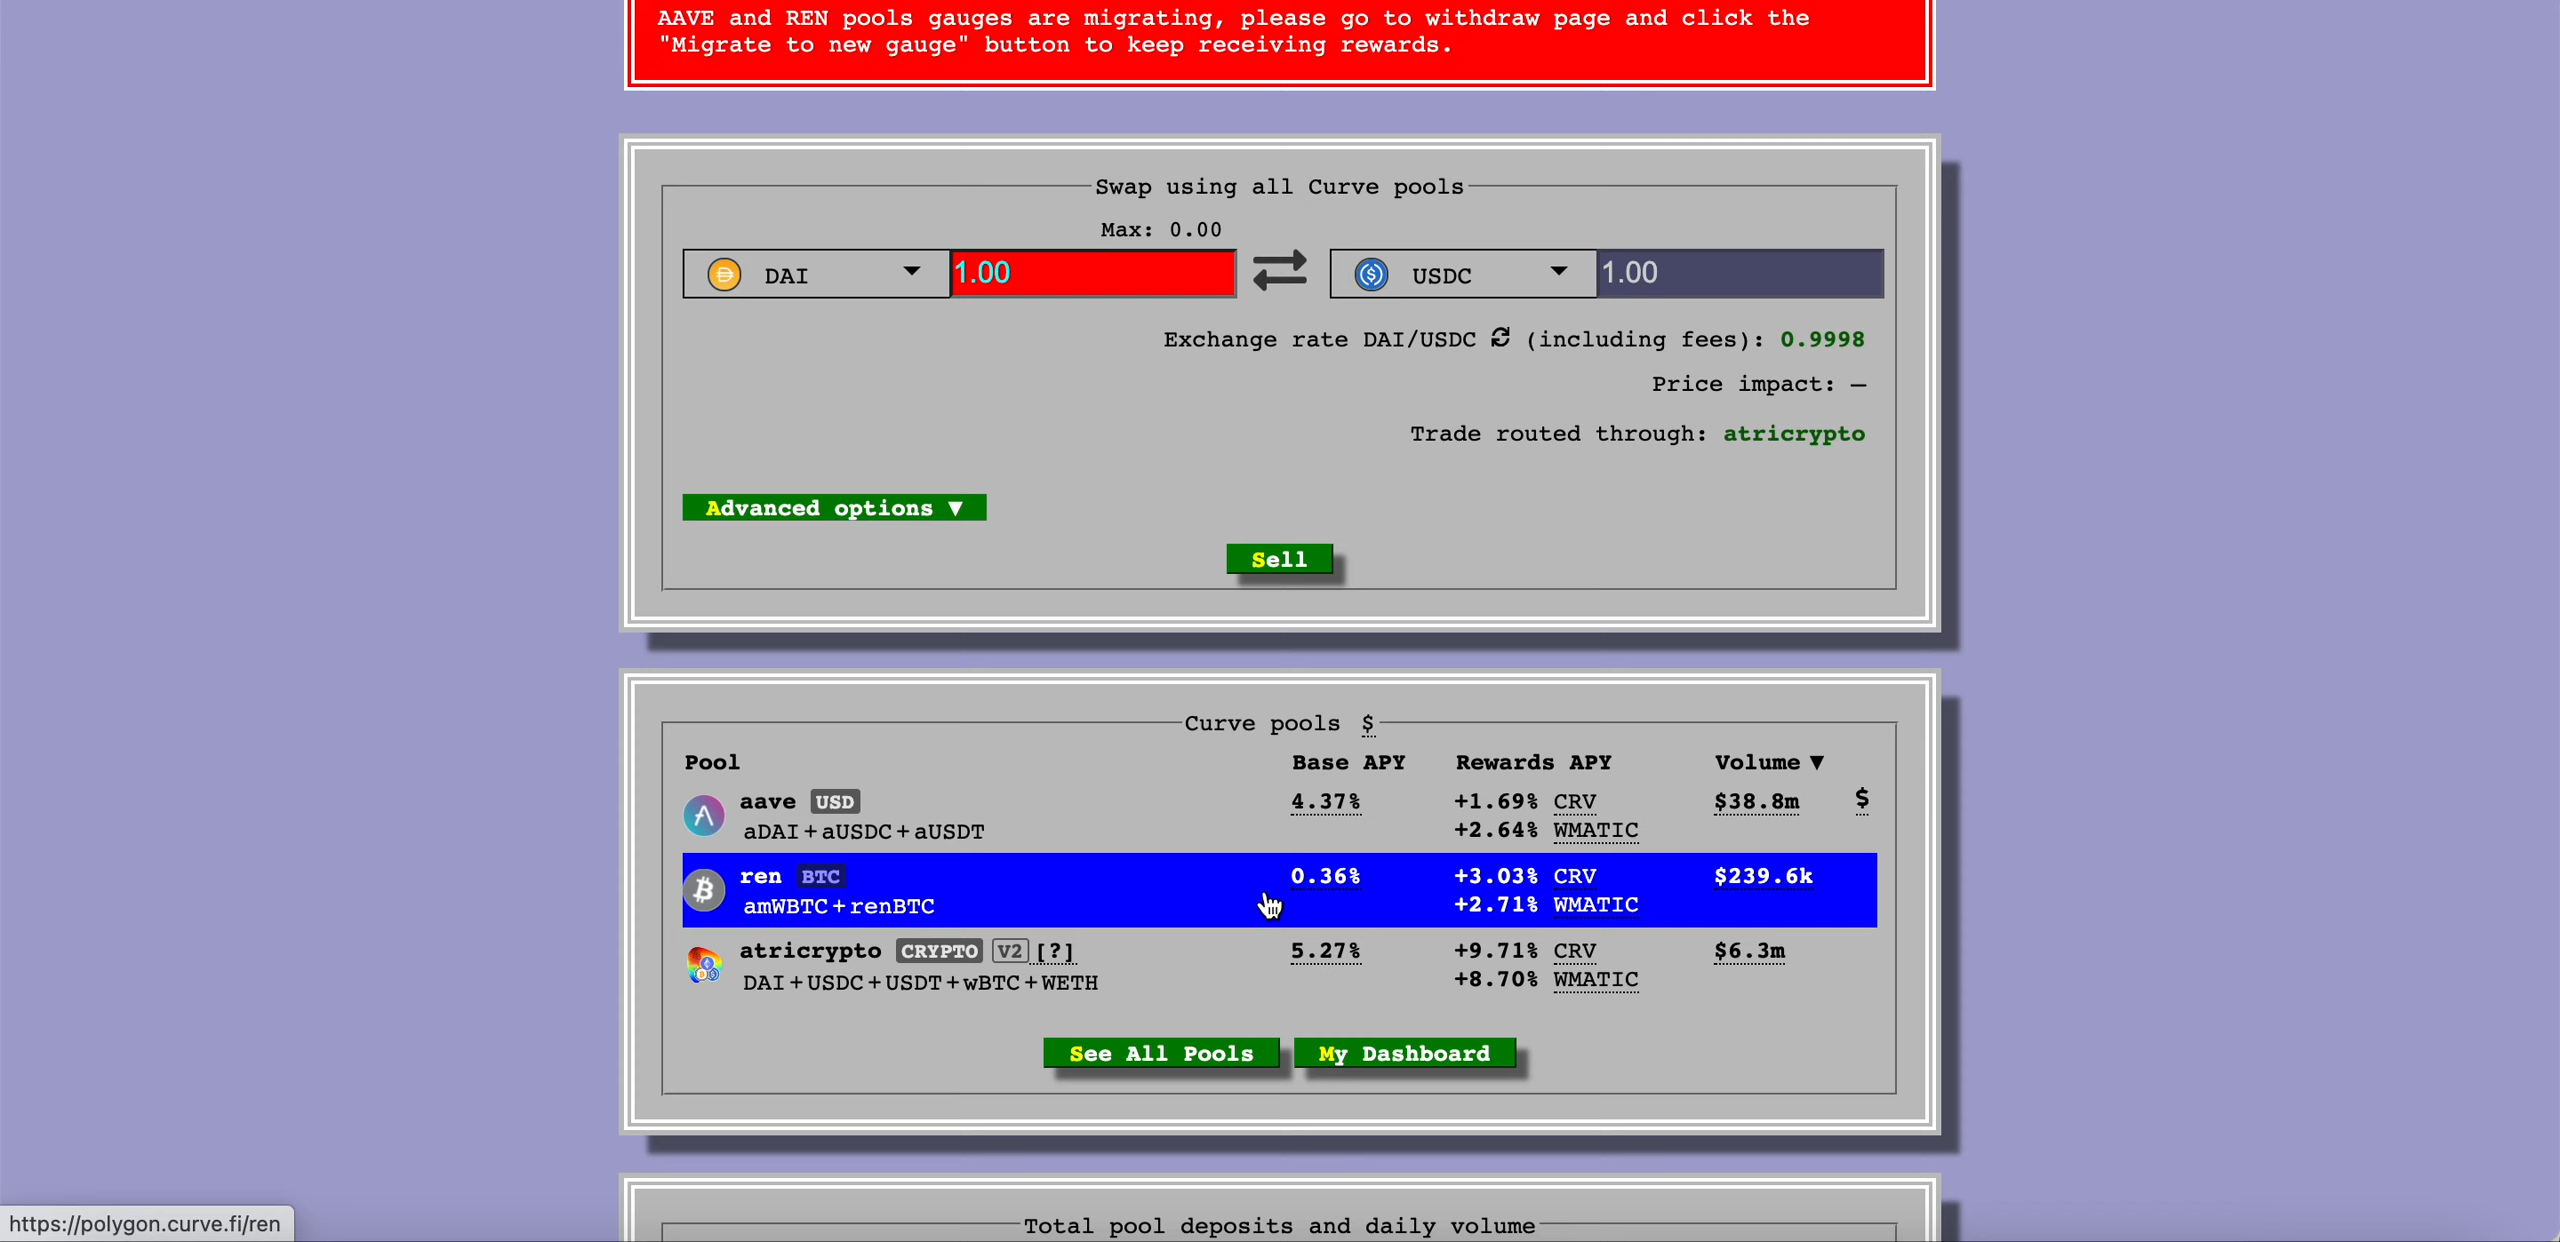 AAVE and REN pools gauges are migrating, please go to withdraw page and click the
"Migrate to new gauge" button to keep receiving rewards.
Swap using all Curve pools
Max: 0.00
DAI 1.00 USDC 1.00
Exchange rate DAI/USDC (including fees): 0.9998
Price impact: —
Trade routed through: atricrypto
Advanced options ▼
Sell
Curve pools $
Pool Base APY Rewards APY Volume ▼
aave USD 4.37% +1.69% CRV $38.8m $
aDAI+aUSDC+aUSDT +2.64% WMATIC
ren BTC 0.36% +3.03% CRV $239.6k
amWBTC+renBTC +2.71% WMATIC
atricrypto CRYPTO V2 [?] 5.27% +9.71% CRV $6.3m
DAI+USDC+USDT+wBTC+WETH +8.70% WMATIC
See All Pools My Dashboard
Total pool deposits and daily volume
https://polygon.curve.fi/ren